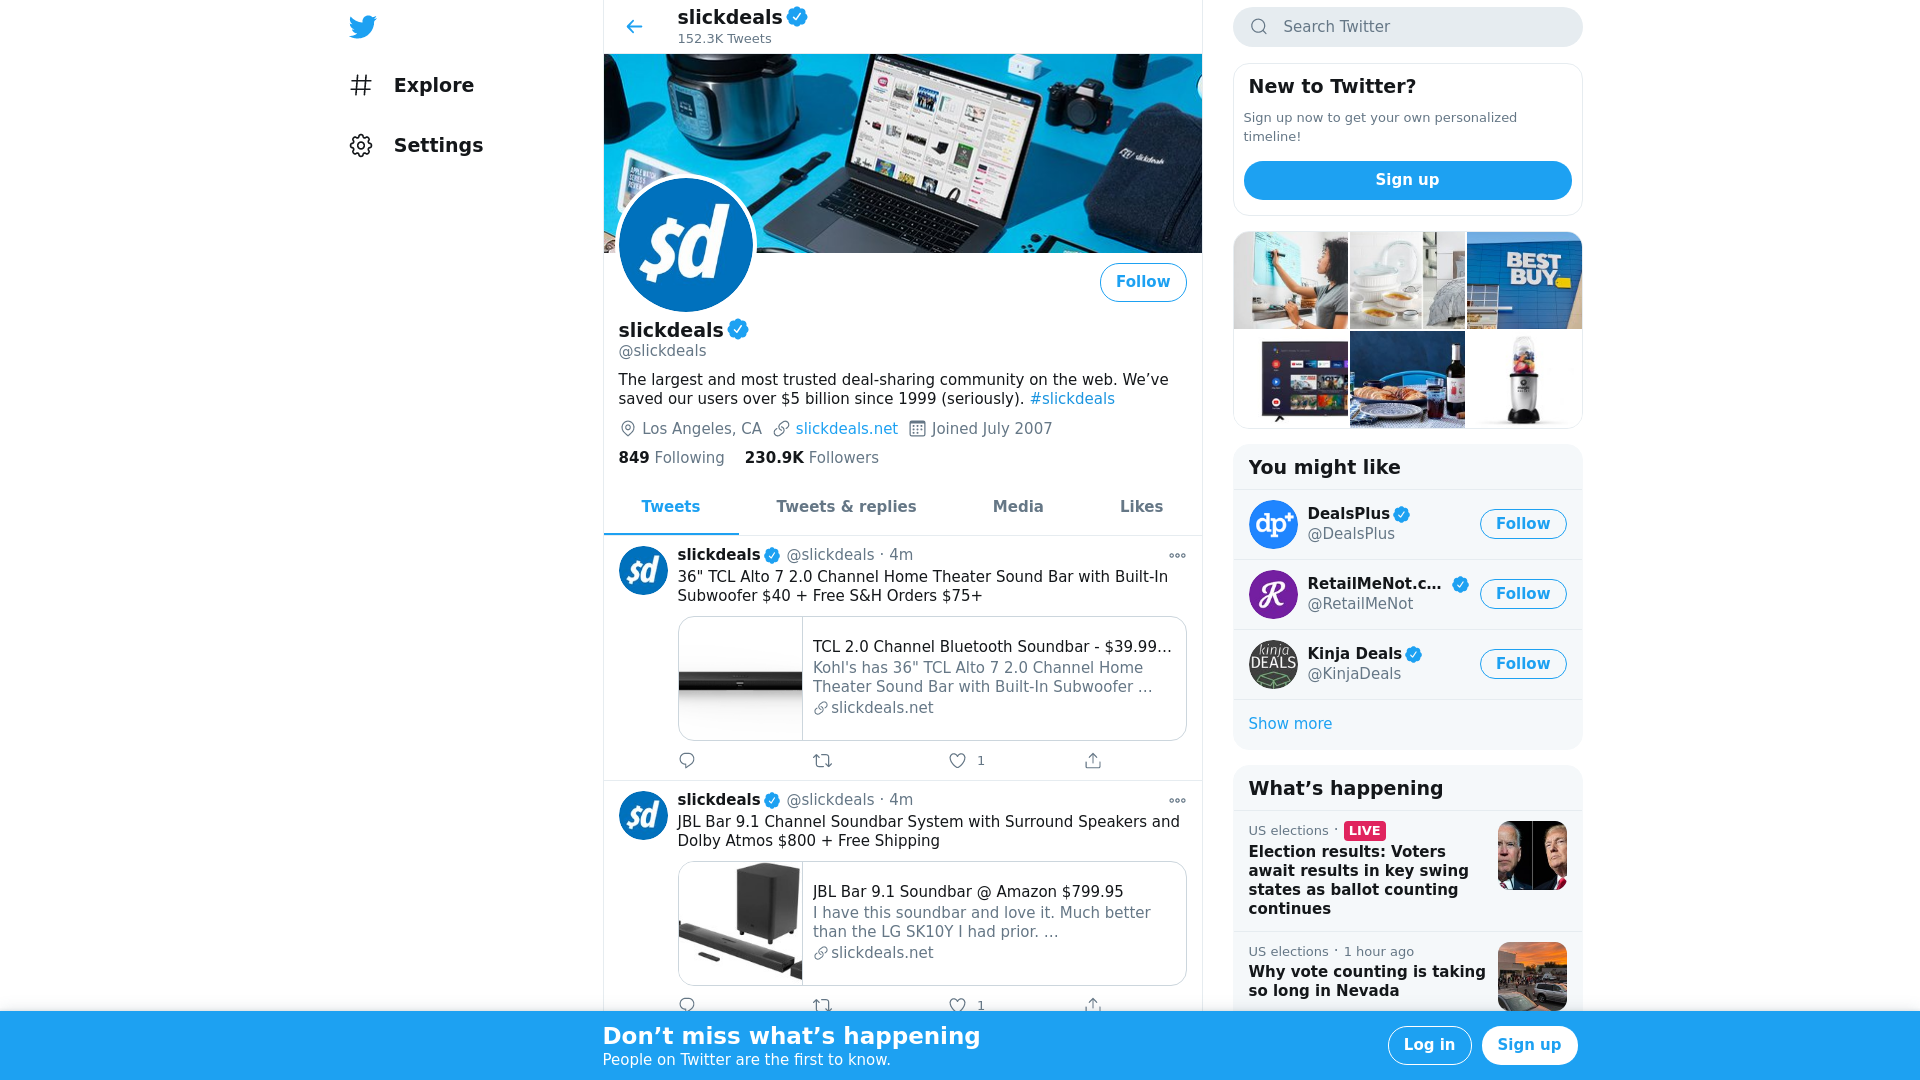 Explore
Settings
slickdeals
152.3K Tweets
slickdeals
$d
Follow
slickdeals
@slickdeals
The largest and most trusted deal-sharing community on the web. We’ve
saved our users over $5 billion since 1999 (seriously). #slickdeals
Los Angeles, CA slickdeals.net Joined July 2007
849 Following 230.9K Followers
Tweets Tweets & replies Media Likes
$d
slickdeals @slickdeals · 4m
36" TCL Alto 7 2.0 Channel Home Theater Sound Bar with Built-In
Subwoofer $40 + Free S&H Orders $75+
TCL 2.0 Channel Bluetooth Soundbar - $39.99…
Kohl's has 36" TCL Alto 7 2.0 Channel Home
Theater Sound Bar with Built-In Subwoofer …
slickdeals.net
1
$d
slickdeals @slickdeals · 4m
JBL Bar 9.1 Channel Soundbar System with Surround Speakers and
Dolby Atmos $800 + Free Shipping
JBL Bar 9.1 Soundbar @ Amazon $799.95
I have this soundbar and love it. Much better
than the LG SK10Y I had prior. …
slickdeals.net
1
Search Twitter
New to Twitter?
Sign up now to get your own personalized
timeline!
Sign up
BEST
BUY
You might like
dp+
DealsPlus
@DealsPlus
Follow
R
RetailMeNot.c…
@RetailMeNot
Follow
kinja
DEALS
Kinja Deals
@KinjaDeals
Follow
Show more
What’s happening
US elections · LIVE
Election results: Voters
await results in key swing
states as ballot counting
continues
US elections · 1 hour ago
Why vote counting is taking
so long in Nevada
Don’t miss what’s happening
People on Twitter are the first to know.
Log in
Sign up